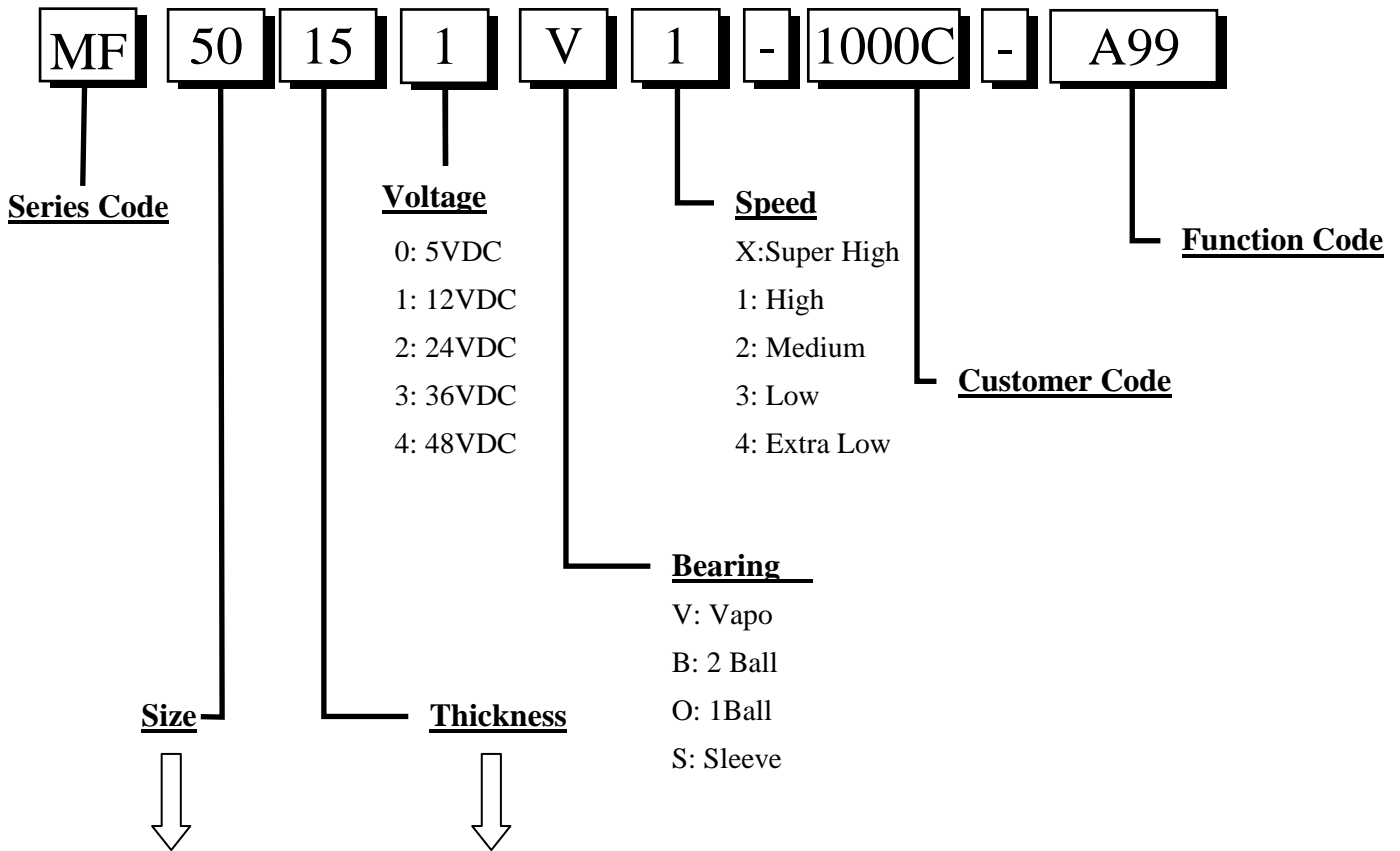 MF 50 15 1 V 1 - 1000C - A99
Series Code
Voltage
0: 5VDC
1: 12VDC
2: 24VDC
3: 36VDC
4: 48VDC
Speed
X:Super High
1: High
2: Medium
3: Low
4: Extra Low
Function Code
Customer Code
Bearing
V: Vapo
B: 2 Ball
O: 1Ball
S: Sleeve
Size
Thickness